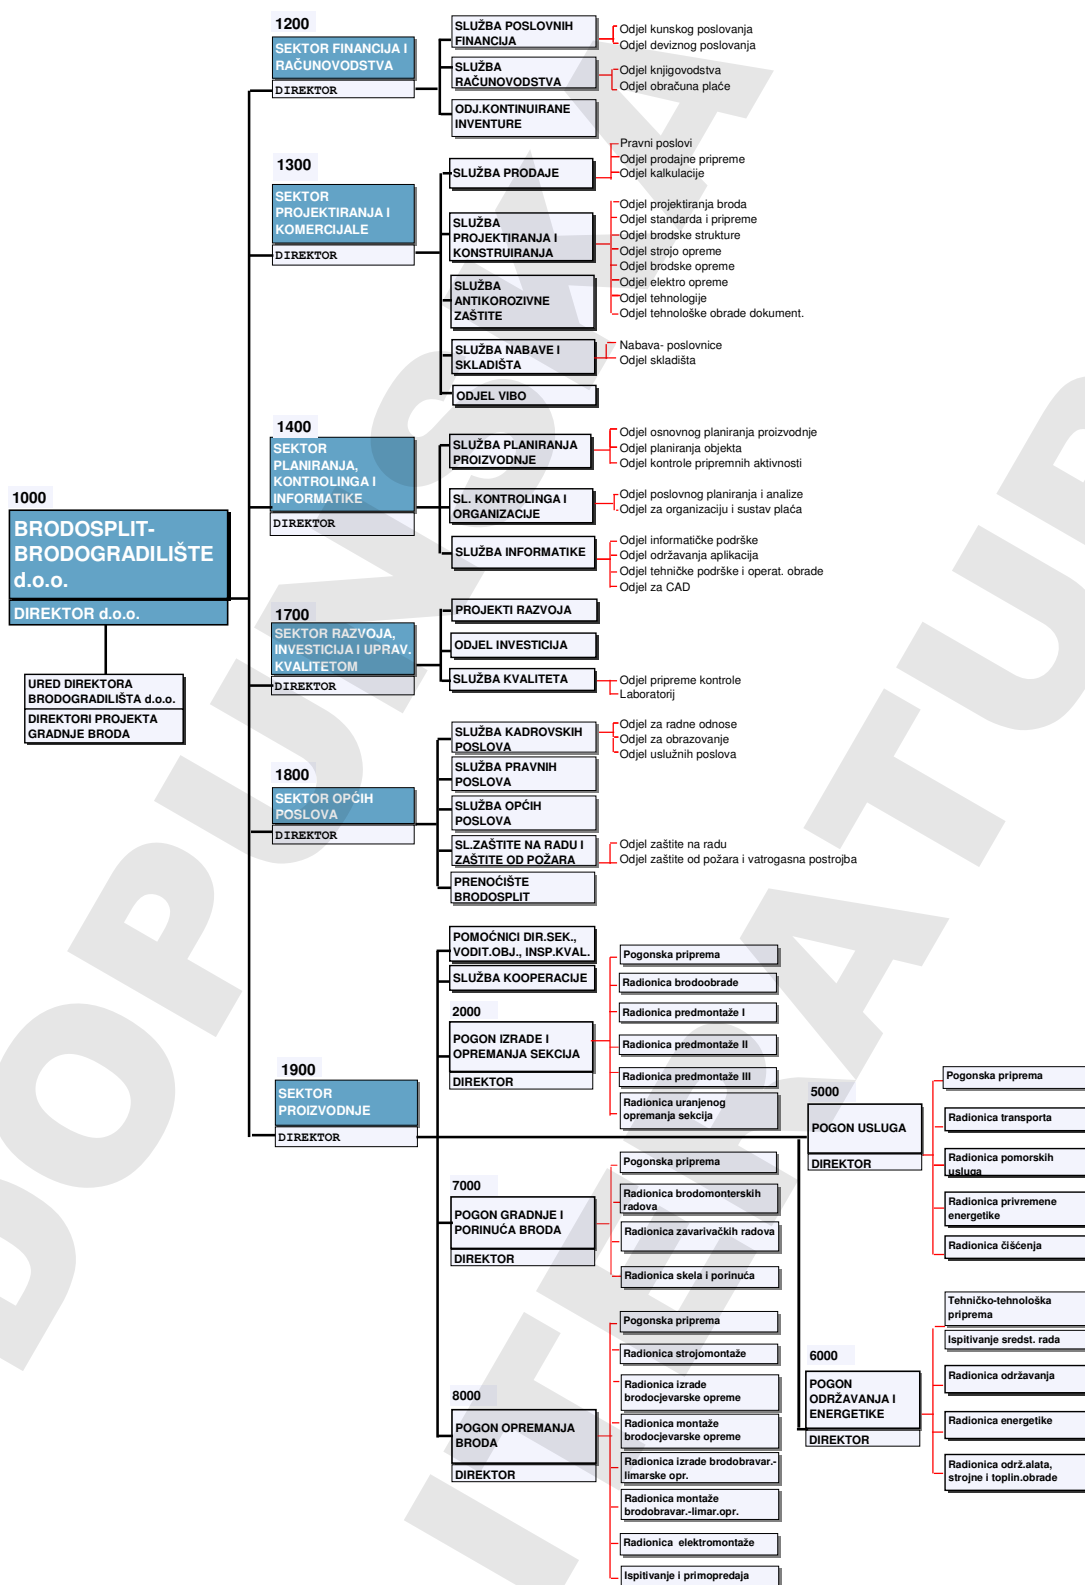 1200
SEKTOR FINANCIJA I
RAČUNOVODSTVA
DIREKTOR
SLUŽBA POSLOVNIH
FINANCIJA
Odjel kunskog poslovanja
Odjel deviznog poslovanja
SLUŽBA
RAČUNOVODSTVA
Odjel knjigovodstva
Odjel obračuna plaće
ODJ.KONTINUIRANE
INVENTURE
1300
SEKTOR
PROJEKTIRANJA I
KOMERCIJALE
DIREKTOR
SLUŽBA PRODAJE
Pravni poslovi
Odjel prodajne pripreme
Odjel kalkulacije
SLUŽBA
PROJEKTIRANJA I
KONSTRUIRANJA
Odjel projektiranja broda
Odjel standarda i pripreme
Odjel brodske strukture
Odjel strojo opreme
Odjel brodske opreme
Odjel elektro opreme
Odjel tehnologije
Odjel tehnološke obrade dokument.
SLUŽBA
ANTIKOROZIVNE
ZAŠTITE
SLUŽBA NABAVE I
SKLADIŠTA
Nabava- poslovnice
Odjel skladišta
ODJEL VIBO
1400
SEKTOR
PLANIRANJA,
KONTROLINGA I
INFORMATIKE
DIREKTOR
SLUŽBA PLANIRANJA
PROIZVODNJE
Odjel osnovnog planiranja proizvodnje
Odjel planiranja objekta
Odjel kontrole pripremnih aktivnosti
SL. KONTROLINGA I
ORGANIZACIJE
Odjel poslovnog planiranja i analize
Odjel za organizaciju i sustav plaća
SLUŽBA INFORMATIKE
Odjel informatičke podrške
Odjel održavanja aplikacija
Odjel tehničke podrške i operat. obrade
Odjel za CAD
1000
BRODOSPLIT-
BRODOGRADILIŠTE
d.o.o.
DIREKTOR d.o.o.
URED DIREKTORA
BRODOGRADILIŠTA d.o.o.
DIREKTORI PROJEKTA
GRADNJE BRODA
1700
SEKTOR RAZVOJA,
INVESTICIJA I UPRAV.
KVALITETOM
DIREKTOR
PROJEKTI RAZVOJA
ODJEL INVESTICIJA
SLUŽBA KVALITETA
Odjel pripreme kontrole
Laboratorij
1800
SEKTOR OPĆIH
POSLOVA
DIREKTOR
SLUŽBA KADROVSKIH
POSLOVA
Odjel za radne odnose
Odjel za obrazovanje
Odjel uslužnih poslova
SLUŽBA PRAVNIH
POSLOVA
SLUŽBA OPĆIH
POSLOVA
SL.ZAŠTITE NA RADU I
ZAŠTITE OD POŽARA
Odjel zaštite na radu
Odjel zaštite od požara i vatrogasna postrojba
PRENOĆIŠTE
BRODOSPLIT
1900
SEKTOR
PROIZVODNJE
DIREKTOR
POMOĆNICI DIR.SEK.,
VODIT.OBJ., INSP.KVAL.
SLUŽBA KOOPERACIJE
2000
POGON IZRADE I
OPREMANJA SEKCIJA
DIREKTOR
Pogonska priprema
Radionica brodoobrade
Radionica predmontaže I
Radionica predmontaže II
Radionica predmontaže III
Radionica uranjenog
opremanja sekcija
5000
POGON USLUGA
DIREKTOR
Pogonska priprema
Radionica transporta
Radionica pomorskih
usluga
Radionica privremene
energetike
Radionica čišćenja
7000
POGON GRADNJE I
PORINUĆA BRODA
DIREKTOR
Pogonska priprema
Radionica brodomonterskih
radova
Radionica zavarivačkih radova
Radionica skela i porinuća
6000
POGON
ODRŽAVANJA I
ENERGETIKE
DIREKTOR
Tehničko-tehnološka
priprema
Ispitivanje sredst. rada
Radionica održavanja
Radionica energetike
Radionica održ.alata,
strojne i toplin.obrade
8000
POGON OPREMANJA
BRODA
DIREKTOR
Pogonska priprema
Radionica strojomontaže
Radionica izrade
brodocjevarske opreme
Radionica montaže
brodocjevarske opreme
Radionica izrade brodobravar.-
limarske opr.
Radionica montaže
brodobravar.-limar.opr.
Radionica elektromontaže
Ispitivanje i primopredaja
DOPUNSKA